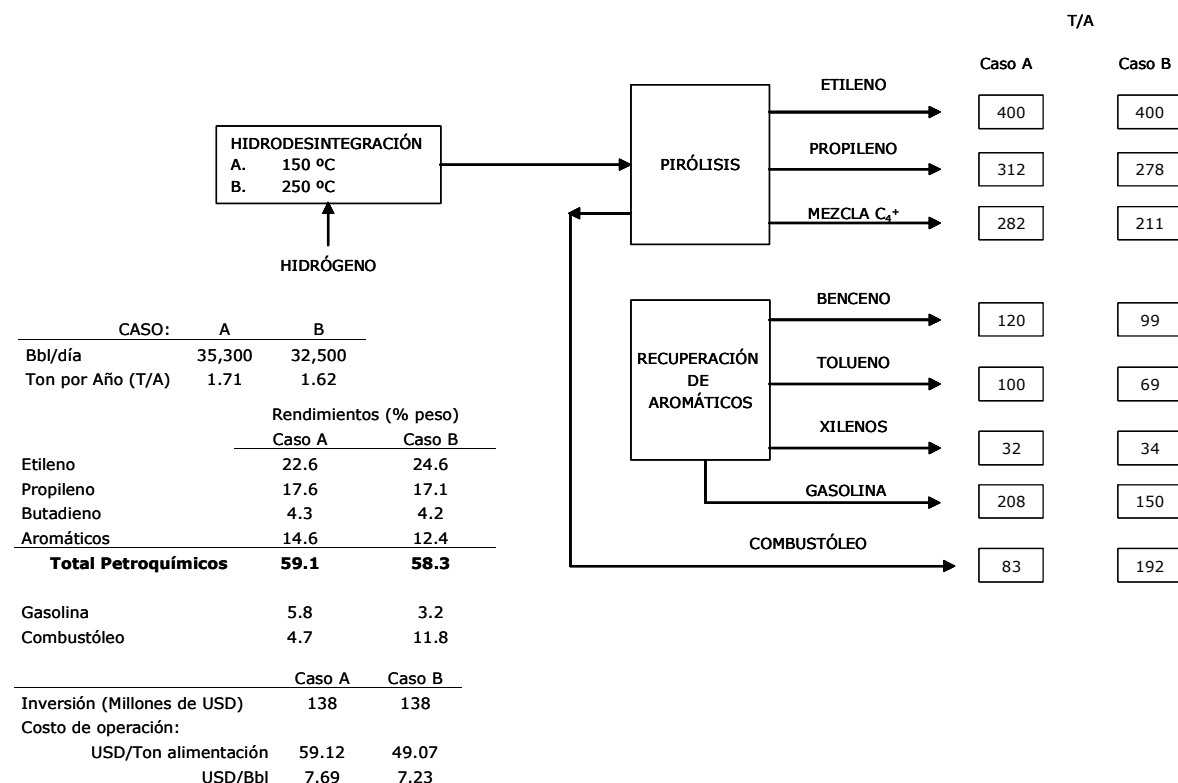 T/A
Caso A Caso B
HIDRODESINTEGRACIÓN
A. 150 ºC
B. 250 ºC
HIDRÓGENO
PIRÓLISIS
ETILENO 400 400
PROPILENO 312 278
MEZCLA C₄⁺ 282 211
RECUPERACIÓN
DE
AROMÁTICOS
BENCENO 120 99
TOLUENO 100 69
XILENOS 32 34
GASOLINA 208 150
COMBUSTÓLEO 83 192
CASO: A B
Bbl/día 35,300 32,500
Ton por Año (T/A) 1.71 1.62
Rendimientos (% peso)
Caso A Caso B
Etileno 22.6 24.6
Propileno 17.6 17.1
Butadieno 4.3 4.2
Aromáticos 14.6 12.4
Total Petroquímicos 59.1 58.3
Gasolina 5.8 3.2
Combustóleo 4.7 11.8
Caso A Caso B
Inversión (Millones de USD) 138 138
Costo de operación:
USD/Ton alimentación 59.12 49.07
USD/Bbl 7.69 7.23